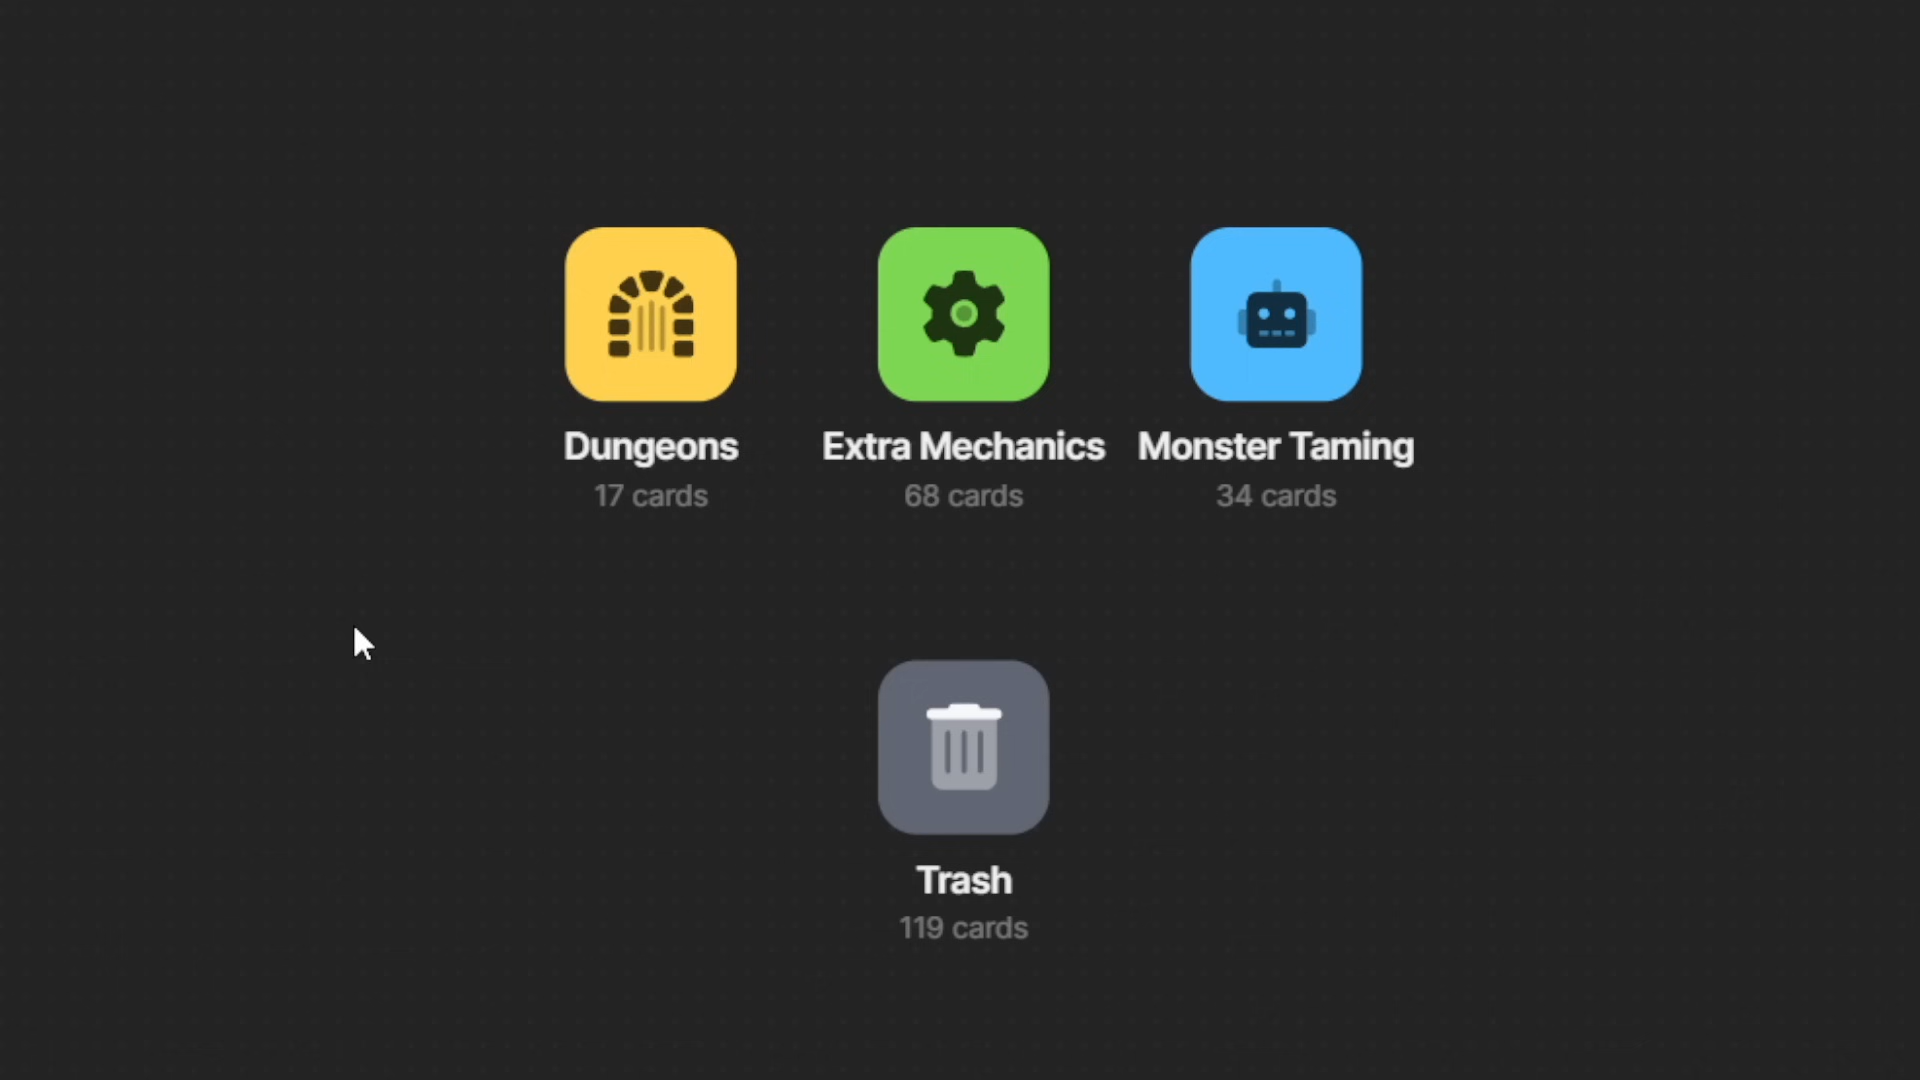 Dungeons
17 cards
Extra Mechanics
68 cards
Monster Taming
34 cards
Trash
119 cards